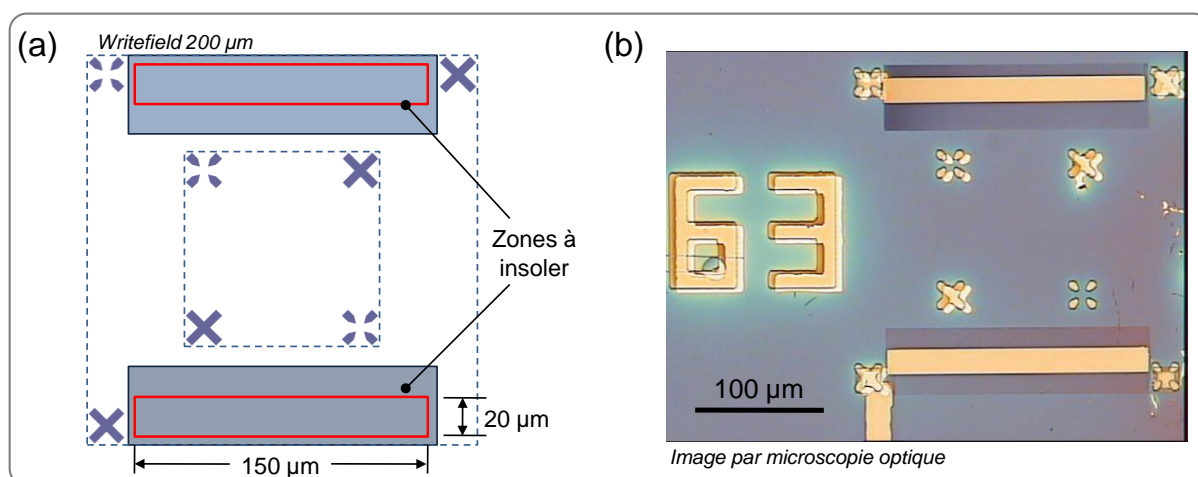 (a)
Writefield 200 µm
Zones à
insoler
20 µm
150 µm
(b)
63
100 µm
Image par microscopie optique